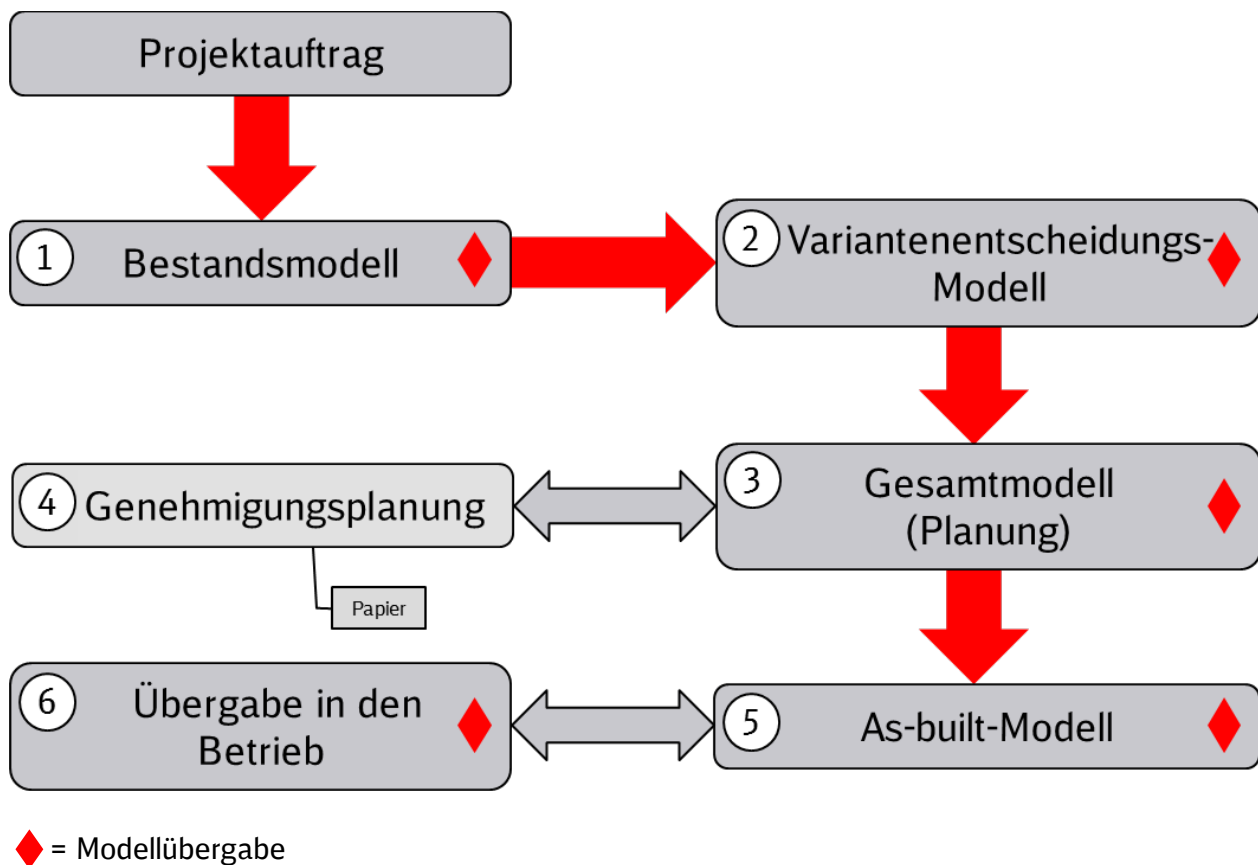 Projektauftrag
1
Bestandsmodell
2
Variantenentscheidungs-
Modell
3
Gesamtmodell
(Planung)
4
Genehmigungsplanung
Papier
5
As-built-Modell
6
Übergabe in den
Betrieb
= Modellübergabe